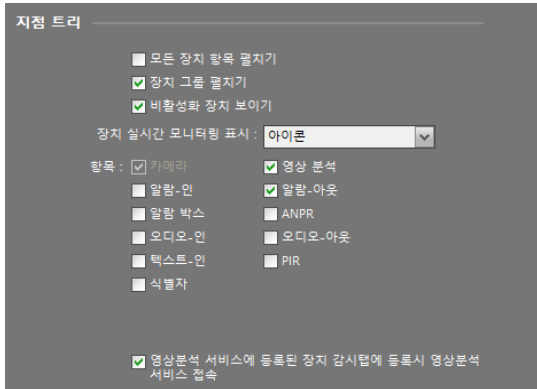 지점 트리
모든 장치 항목 펼치기
장치 그룹 펼치기
비활성화 장치 보이기
장치 실시간 모니터링 표시 : 아이콘
항목 : 카메라 영상 분석
알람-인 알람-아웃
알람 박스 ANPR
오디오-인 오디오-아웃
텍스트-인 PIR
식별자
영상분석 서비스에 등록된 장치 감시탭에 등록시 영상분석
서비스 접속